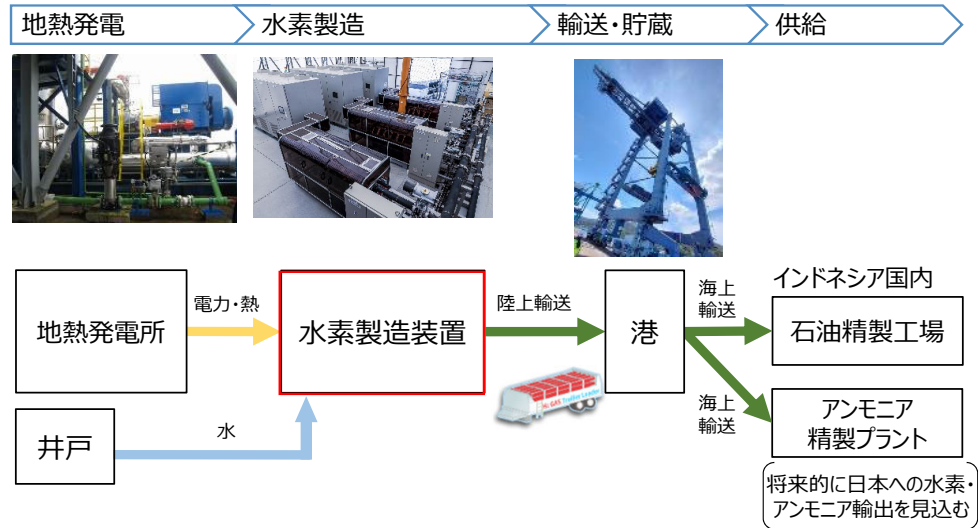 地熱発電
水素製造
輸送・貯蔵
供給
インドネシア国内
地熱発電所
電力・熱
水素製造装置
陸上輸送
港
海上
輸送
石油精製工場
井戸
水
海上
輸送
アンモニア
精製プラント
将来的に日本への水素・
アンモニア輸出を見込む